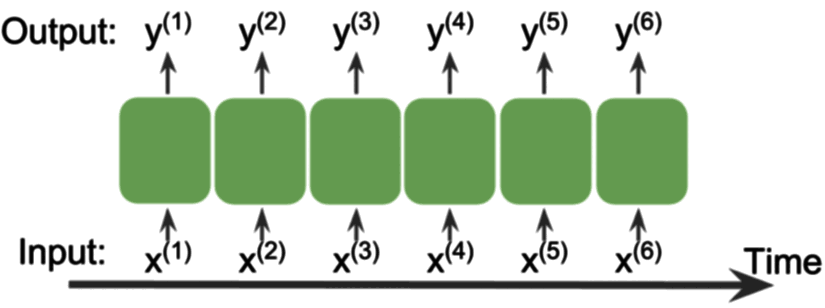 Output: y⁽¹⁾ y⁽²⁾ y⁽³⁾ y⁽⁴⁾ y⁽⁵⁾ y⁽⁶⁾
Input: x⁽¹⁾ x⁽²⁾ x⁽³⁾ x⁽⁴⁾ x⁽⁵⁾ x⁽⁶⁾
Time